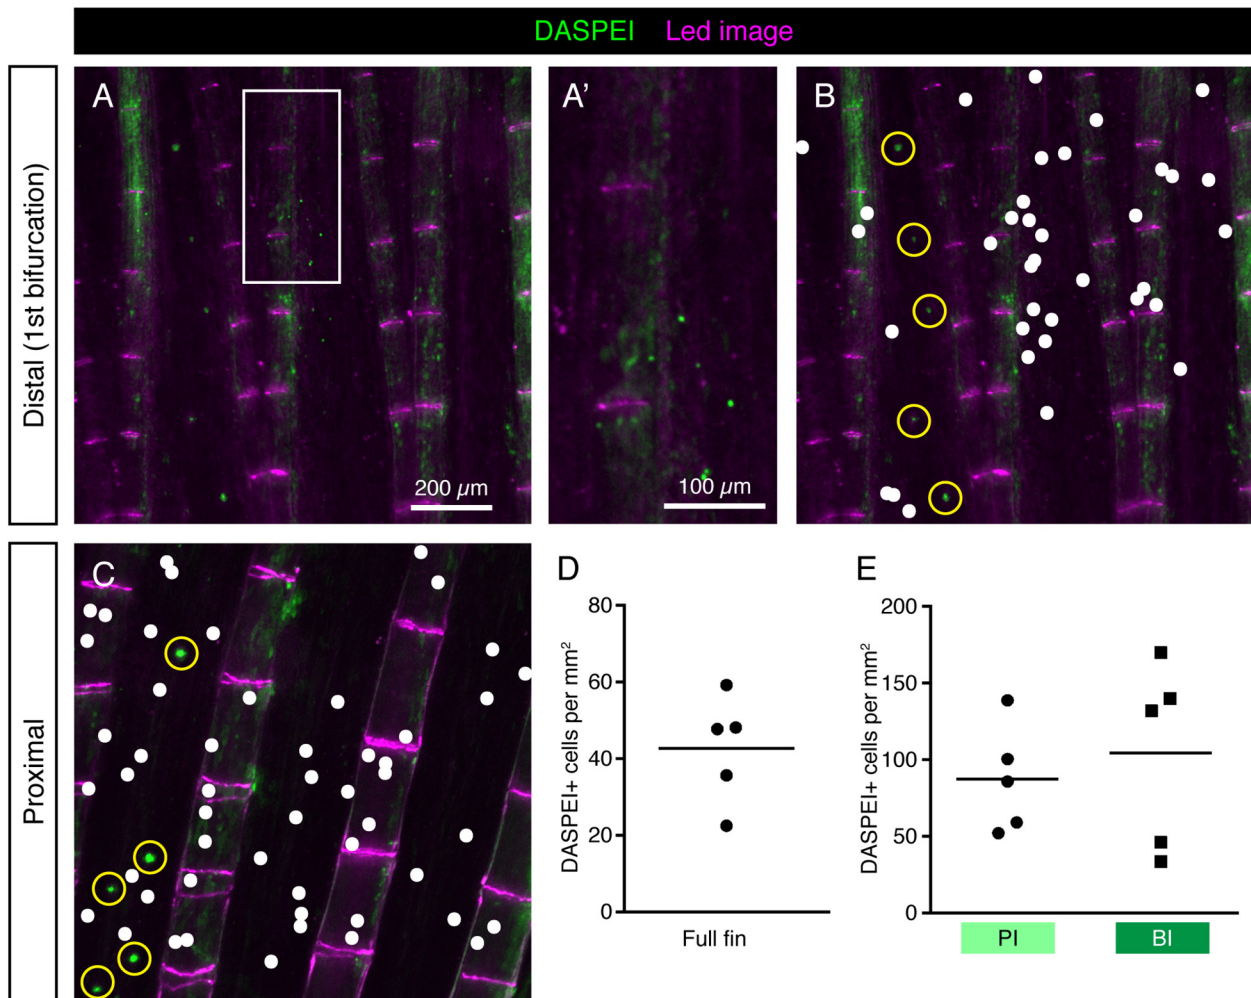 DASPEI Led image
Distal (1st bifurcation)
A
200 µm
A'
100 µm
B
Proximal
C
D
DASPEI+ cells per mm²
80
60
40
20
0
Full fin
E
DASPEI+ cells per mm²
200
150
100
50
0
PI
BI